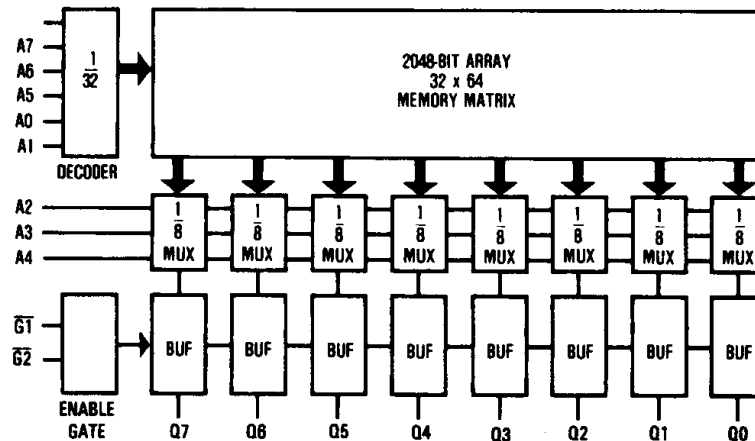 A7
A6
A5
A0
A1
1
32
DECODER
2048-BIT ARRAY
32 x 64
MEMORY MATRIX
A2
A3
A4
1 1 1 1 1 1 1 1
8 8 8 8 8 8 8 8
MUX MUX MUX MUX MUX MUX MUX MUX
G1
G2
BUF BUF BUF BUF BUF BUF BUF BUF
ENABLE
GATE
Q7 Q6 Q5 Q4 Q3 Q2 Q1 Q0